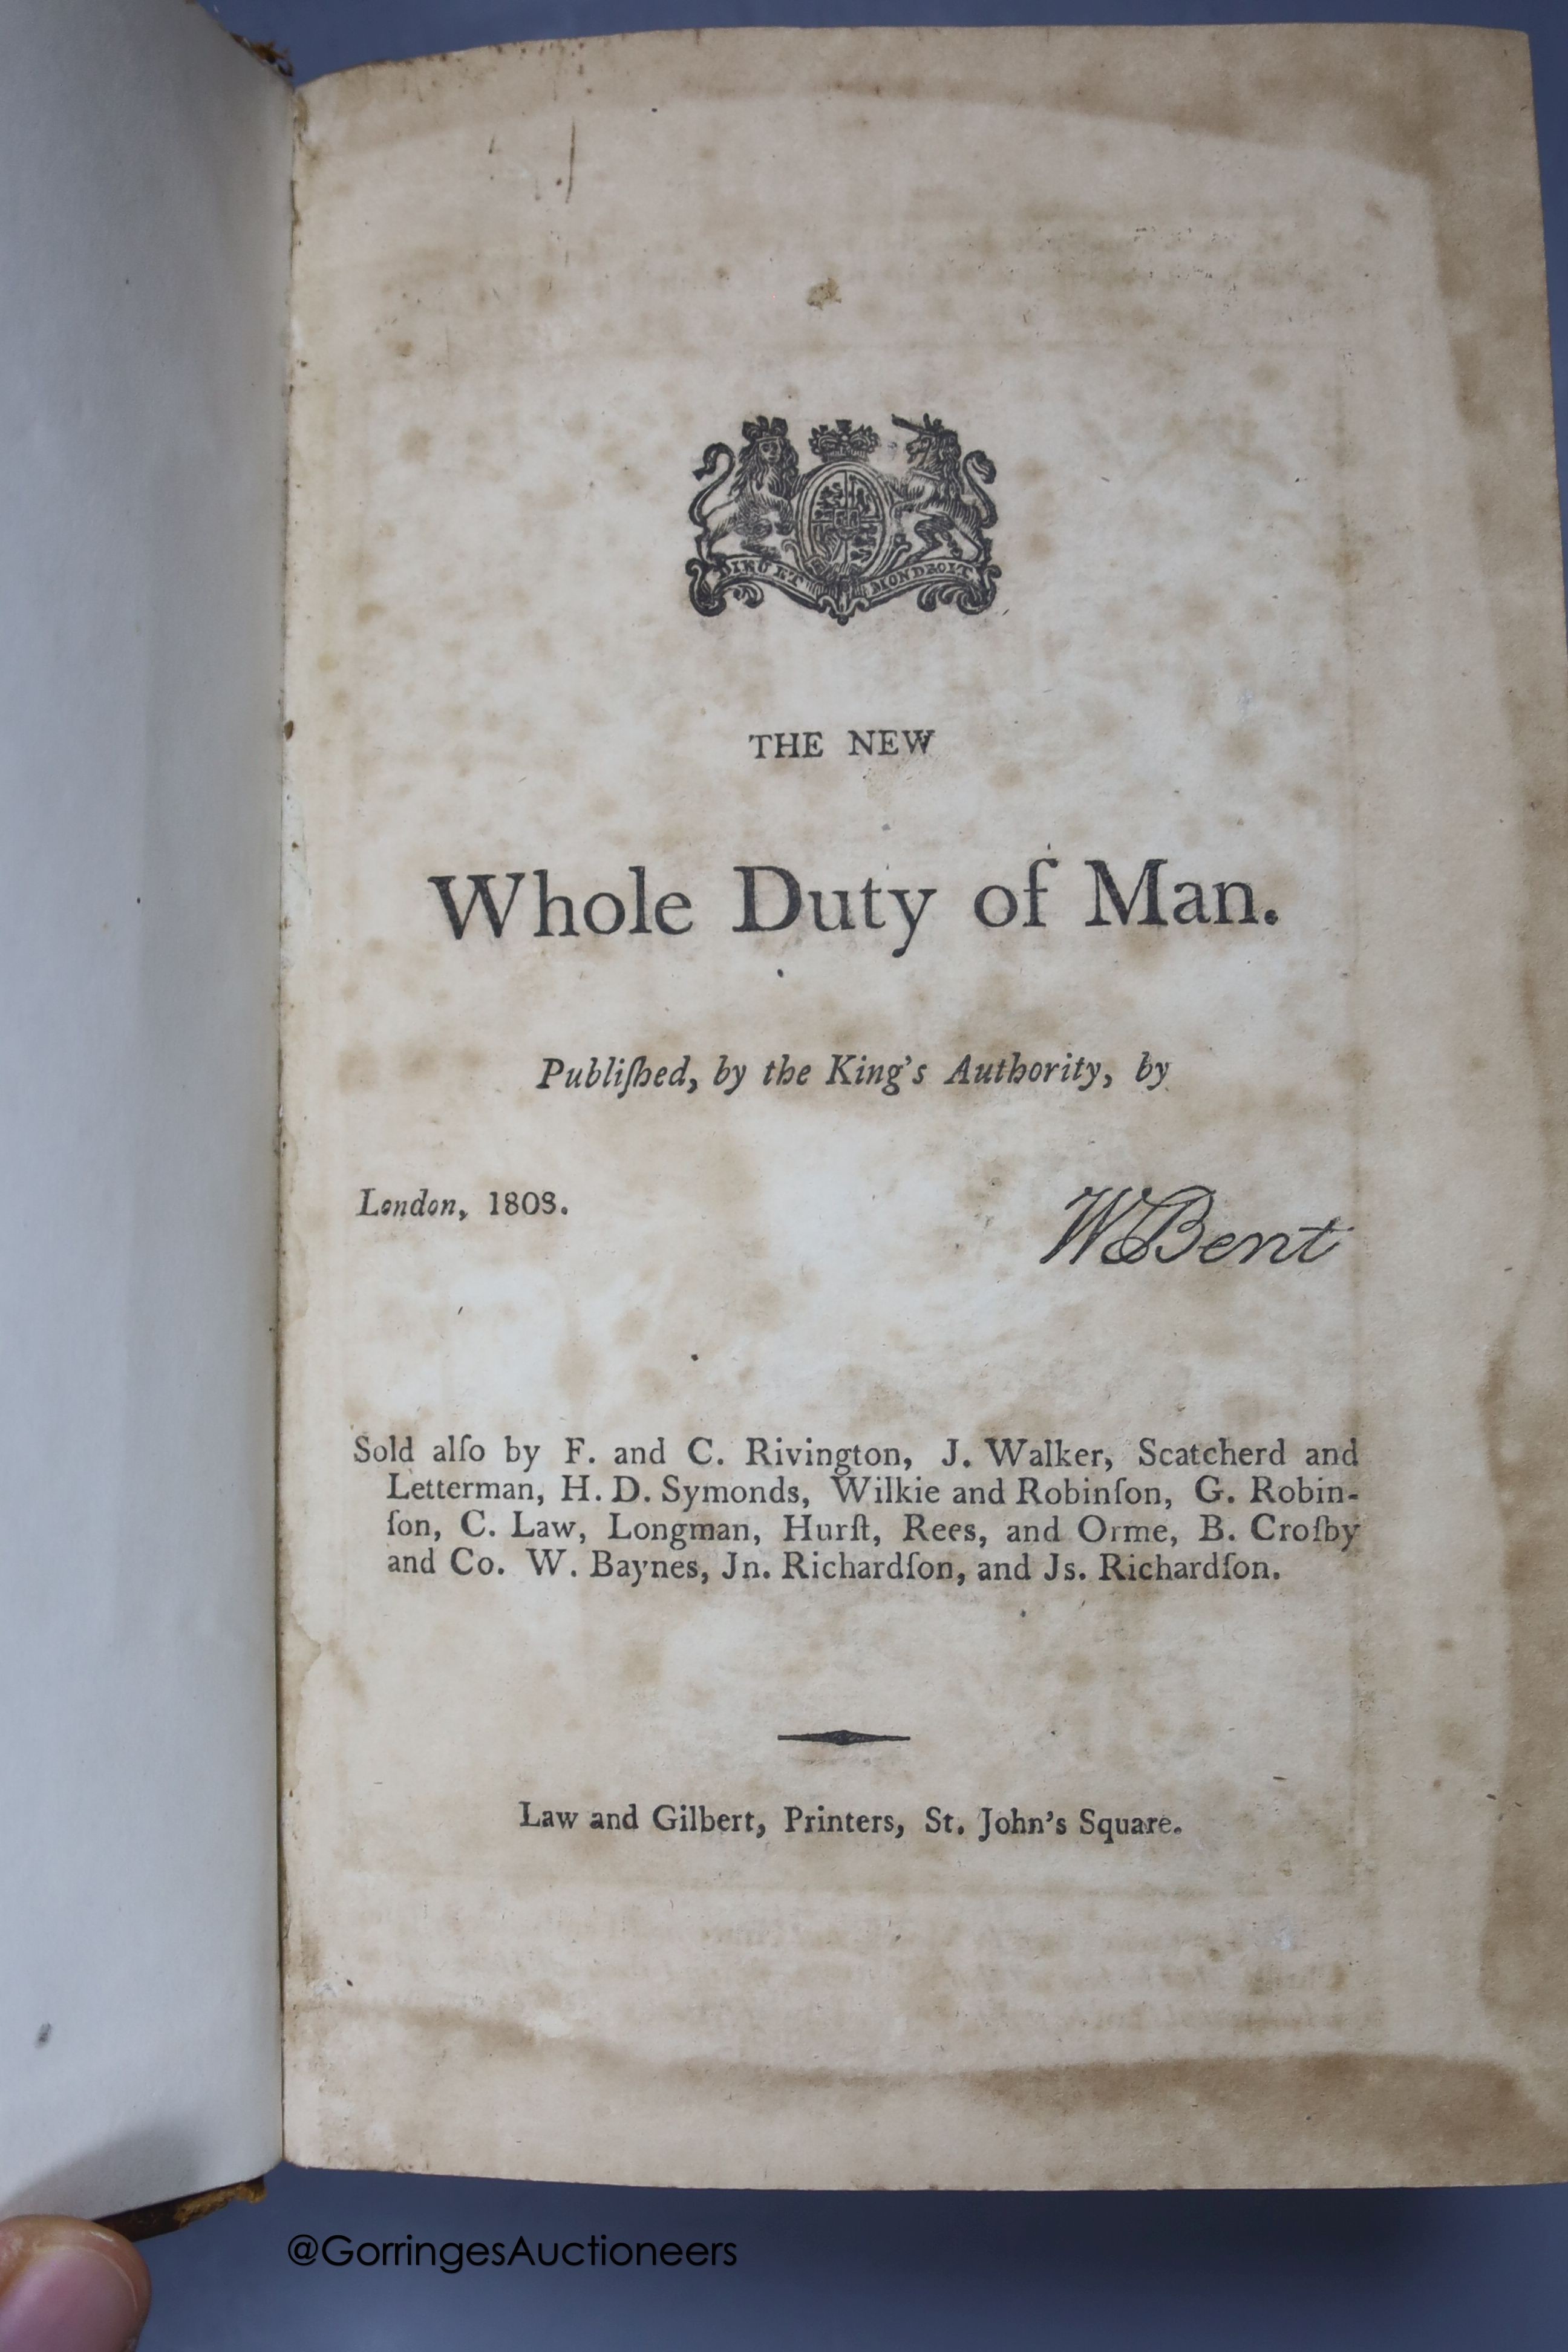 MON DROIT
THE NEW
Whole Duty of Man.
Publiſhed, by the King's Authority, by
London, 1808.
W Bent
Sold alſo by F. and C. Rivington, J. Walker, Scatcherd and
Letterman, H. D. Symonds, Wilkie and Robinſon, G. Robin-
ſon, C. Law, Longman, Hurſt, Rees, and Orme, B. Croſby
and Co. W. Baynes, Jn. Richardſon, and Js. Richardſon.
Law and Gilbert, Printers, St. John's Square.
@GorringesAuctioneers